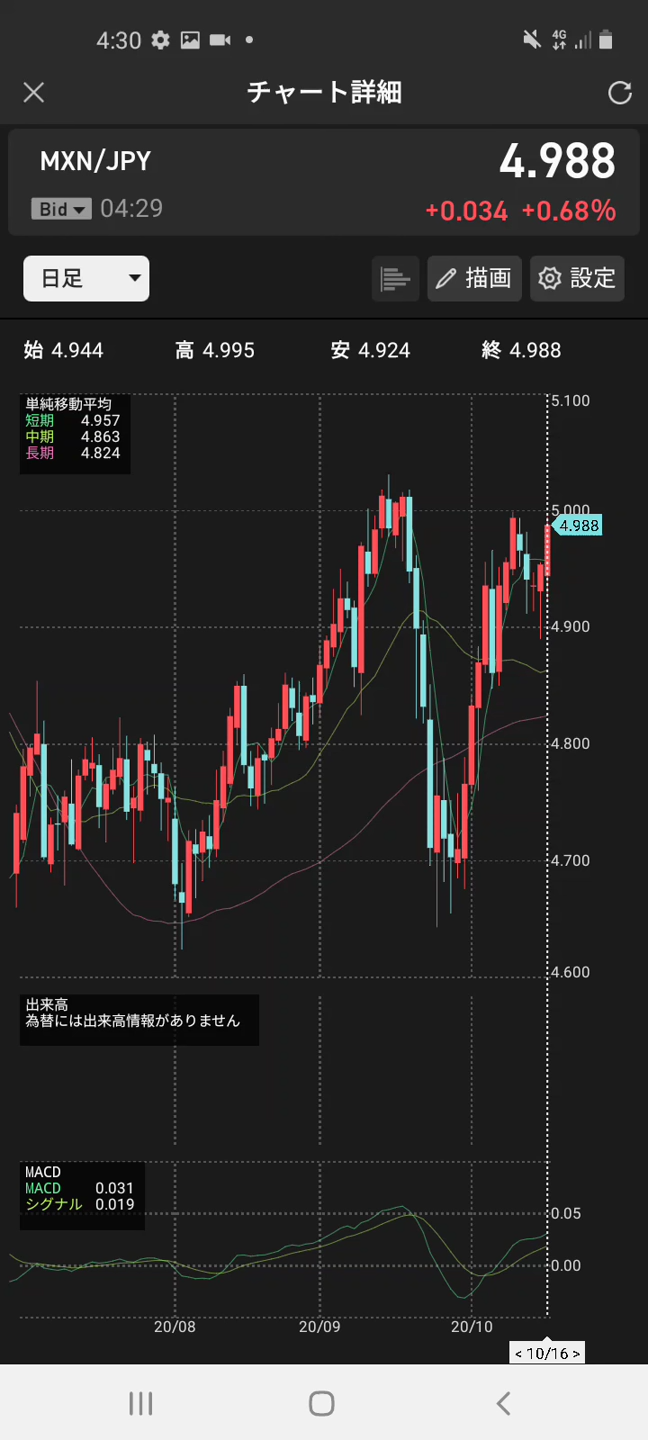 4:30
4G
チャート詳細
MXN/JPY
4.988
Bid 04:29
+0.034 +0.68%
日足
描画
設定
始 4.944 高 4.995 安 4.924 終 4.988
単純移動平均
短期 4.957
中期 4.863
長期 4.824
5.100
5.000
4.988
4.900
4.800
4.700
4.600
出来高
為替には出来高情報がありません
MACD
MACD 0.031
シグナル 0.019
0.05
0.00
20/08 20/09 20/10
< 10/16 >